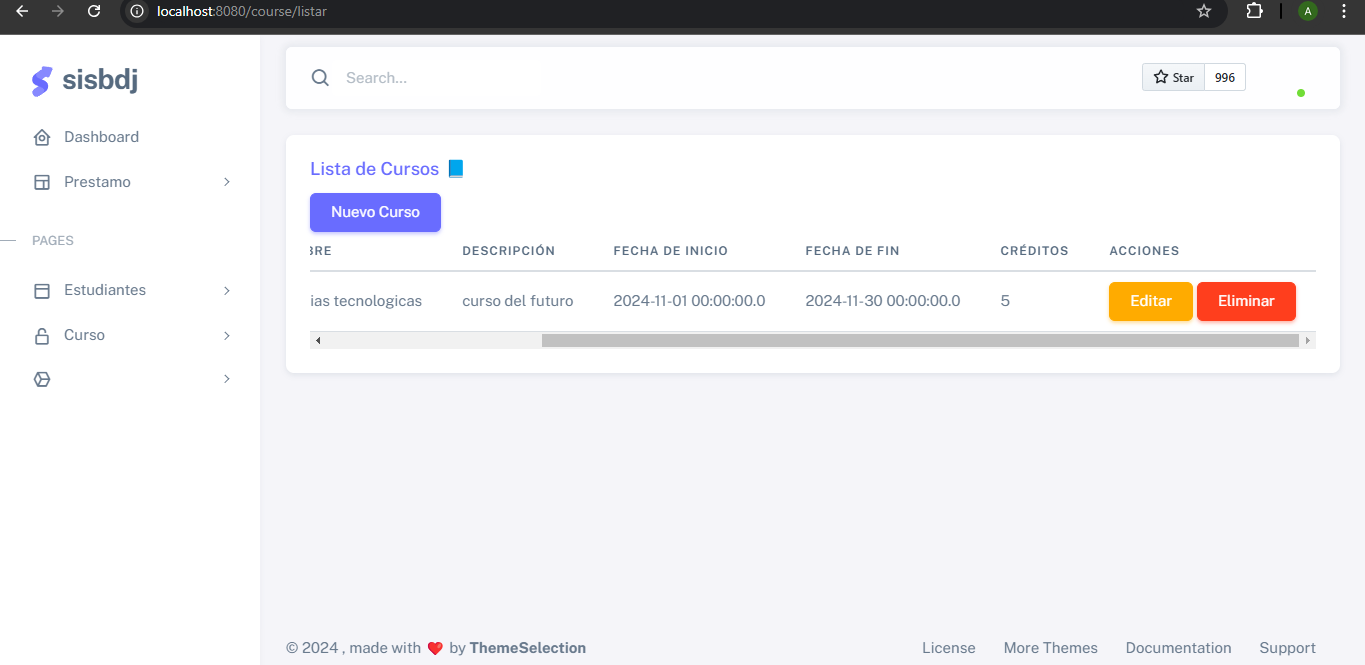 localhost:8080/course/listar
A
sisbdj
Search...
Star 996
Dashboard
Prestamo
PAGES
Estudiantes
Curso
Lista de Cursos
Nuevo Curso
BRE DESCRIPCIÓN FECHA DE INICIO FECHA DE FIN CRÉDITOS ACCIONES
ias tecnologicas curso del futuro 2024-11-01 00:00:00.0 2024-11-30 00:00:00.0 5 Editar Eliminar
© 2024 , made with ❤️ by ThemeSelection License More Themes Documentation Support